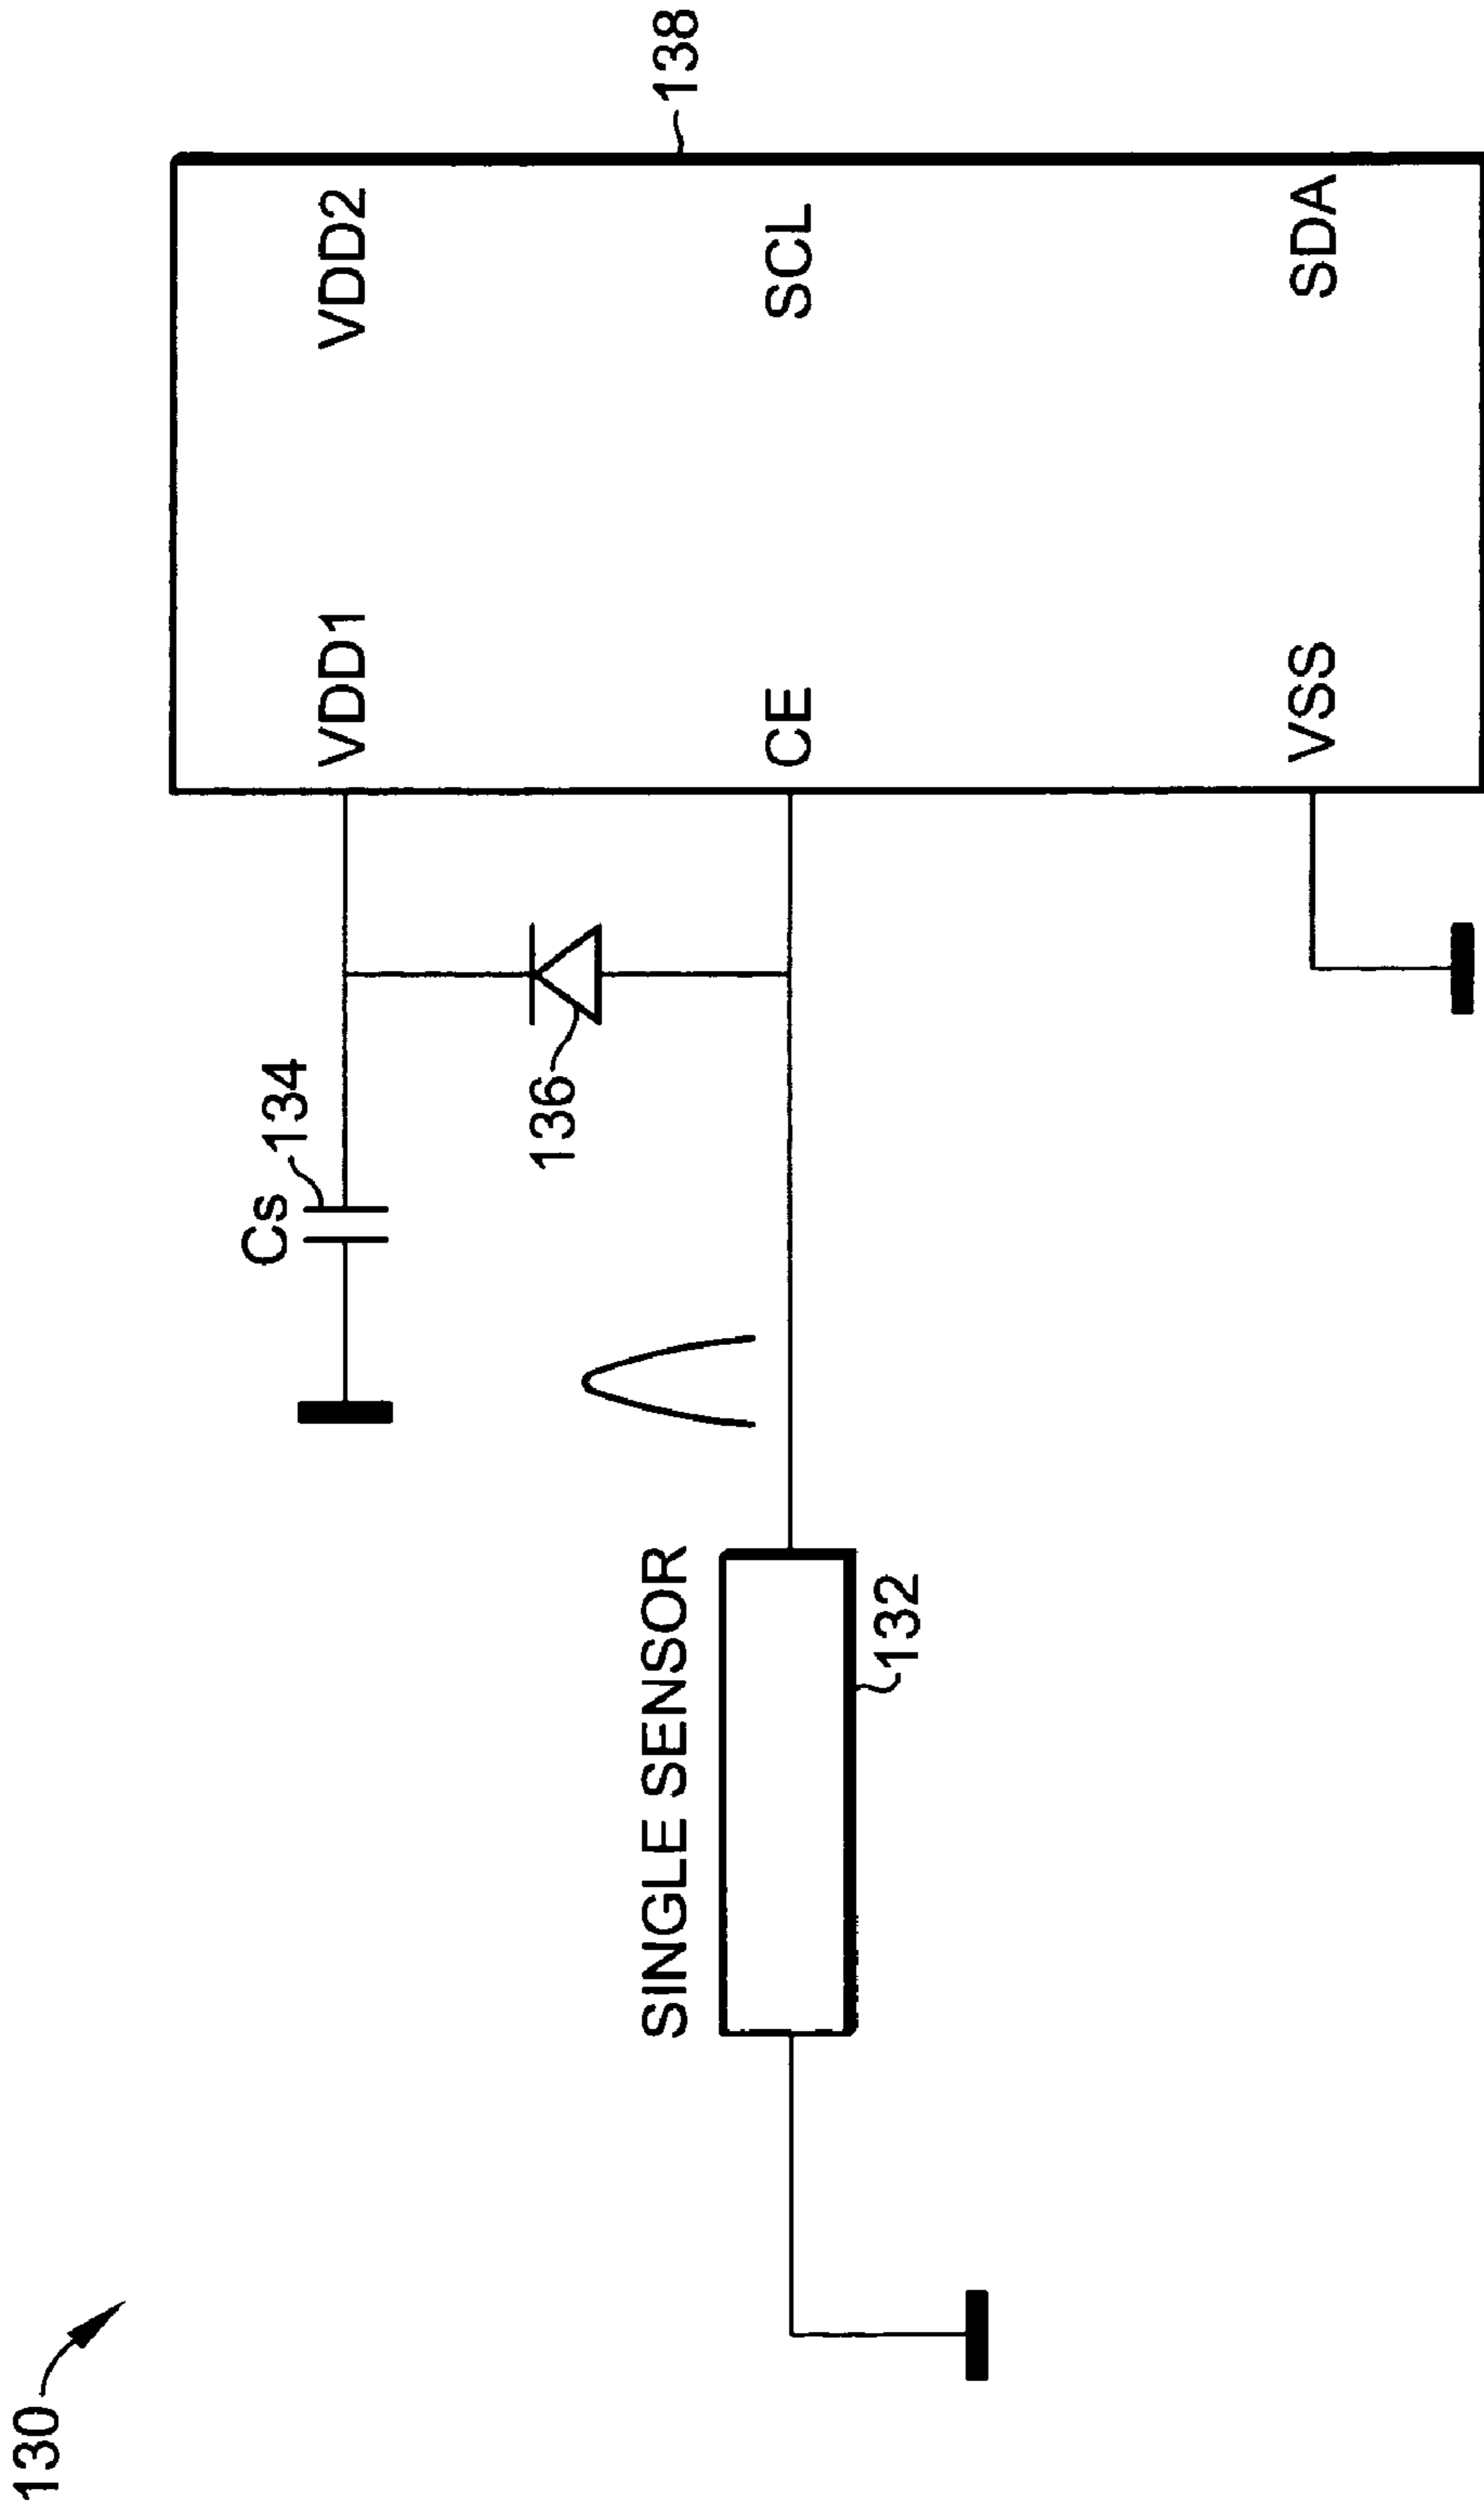 130
SINGLE SENSOR
132
Cs
134
136
VDD1
VDD2
CE
SCL
VSS
SDA
138